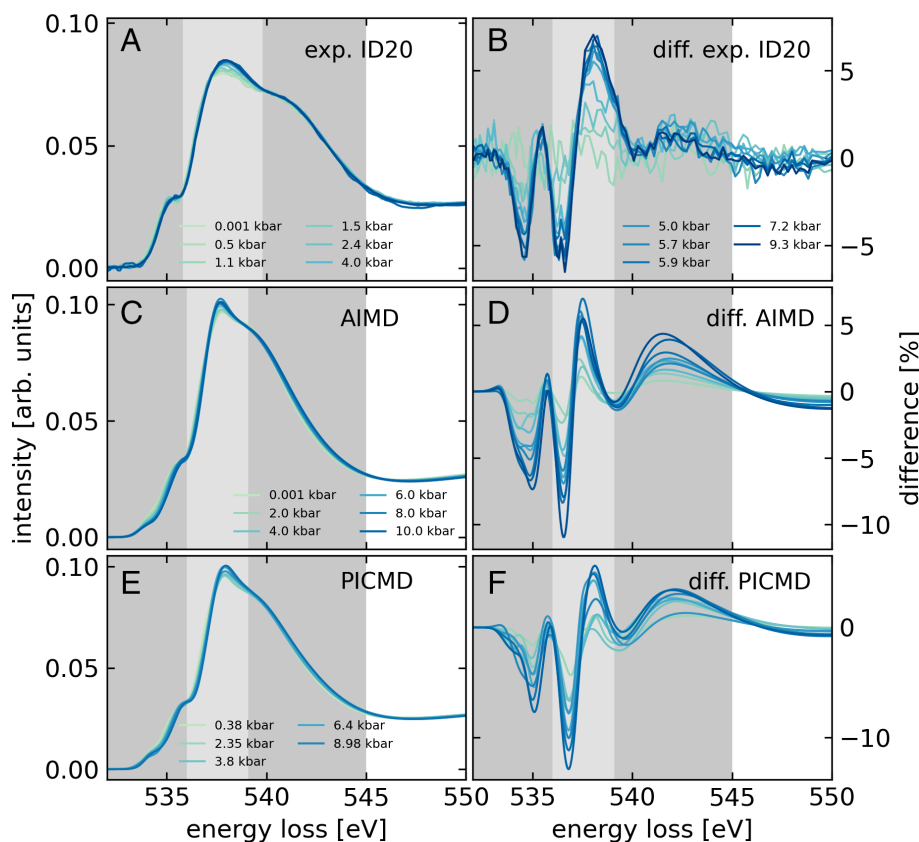 A
exp. ID20
0.10
0.05
0.00
0.001 kbar
0.5 kbar
1.1 kbar
1.5 kbar
2.4 kbar
4.0 kbar
B
diff. exp. ID20
5
0
−5
5.0 kbar
5.7 kbar
5.9 kbar
7.2 kbar
9.3 kbar
C
AIMD
0.10
0.05
0.00
0.001 kbar
2.0 kbar
4.0 kbar
6.0 kbar
8.0 kbar
10.0 kbar
D
diff. AIMD
5
0
−5
−10
intensity [arb. units]
difference [%]
E
PICMD
0.10
0.05
0.00
0.38 kbar
2.35 kbar
3.8 kbar
6.4 kbar
8.98 kbar
F
diff. PICMD
0
−10
535
540
545
550
535
540
545
550
energy loss [eV]
energy loss [eV]